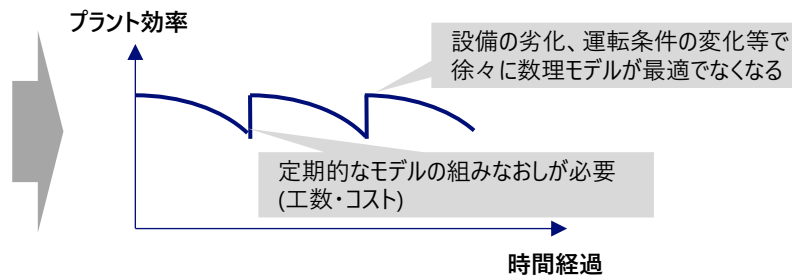 プラント効率
設備の劣化、運転条件の変化等で
徐々に数理モデルが最適でなくなる
定期的なモデルの組みなおしが必要
(工数・コスト)
時間経過